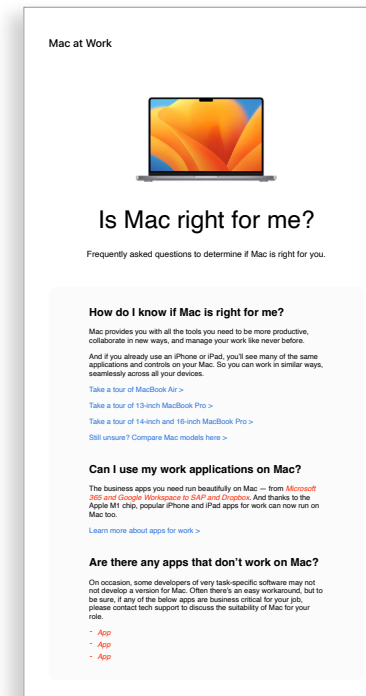 Mac at Work
Is Mac right for me?
Frequently asked questions to determine if Mac is right for you.
How do I know if Mac is right for me?
Mac provides you with all the tools you need to be more productive,
collaborate in new ways, and manage your work like never before.
And if you already use an iPhone or iPad, you'll see many of the same
applications and controls on your Mac. So you can work in similar ways,
seamlessly across all your devices.
Take a tour of MacBook Air >
Take a tour of 13-inch MacBook Pro >
Take a tour of 14-inch and 16-inch MacBook Pro >
Still unsure? Compare Mac models here >
Can I use my work applications on Mac?
The business apps you need run beautifully on Mac — from Microsoft
365 and Google Workspace to SAP and Dropbox. And thanks to the
Apple M1 chip, popular iPhone and iPad apps for work can now run on
Mac too.
Learn more about apps for work >
Are there any apps that don't work on Mac?
On occasion, some developers of very task-specific software may not
not develop a version for Mac. Often there's an easy workaround, but to
be sure, if any of the below apps are business critical for your job,
please contact tech support to discuss the suitability of Mac for your
role.
- App
- App
- App